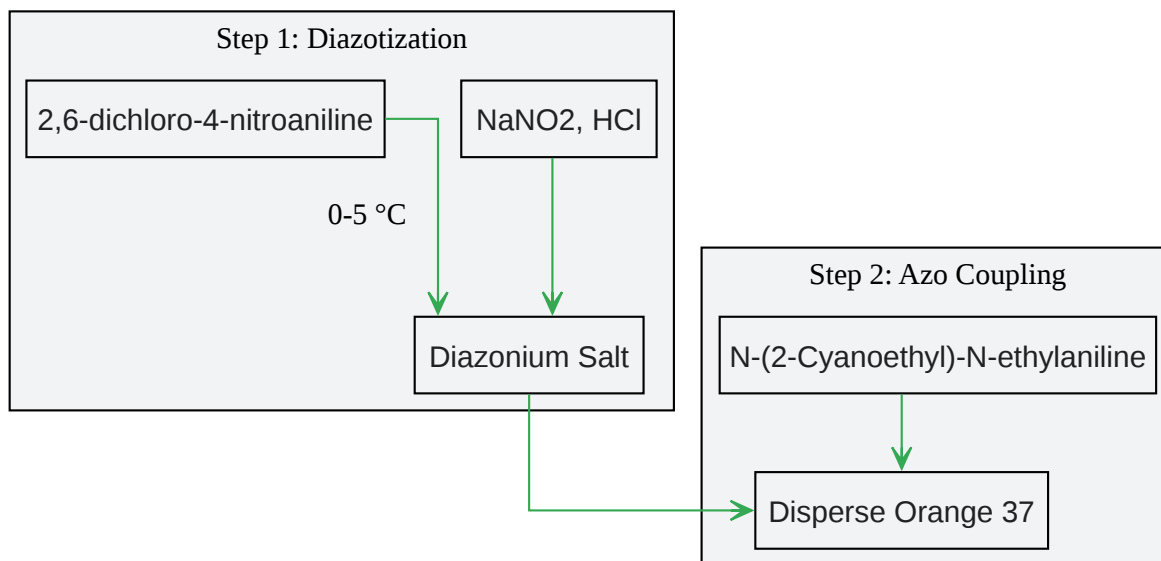 Step 1: Diazotization
2,6-dichloro-4-nitroaniline
NaNO2, HCl
0-5 °C
Diazonium Salt
Step 2: Azo Coupling
N-(2-Cyanoethyl)-N-ethylaniline
Disperse Orange 37